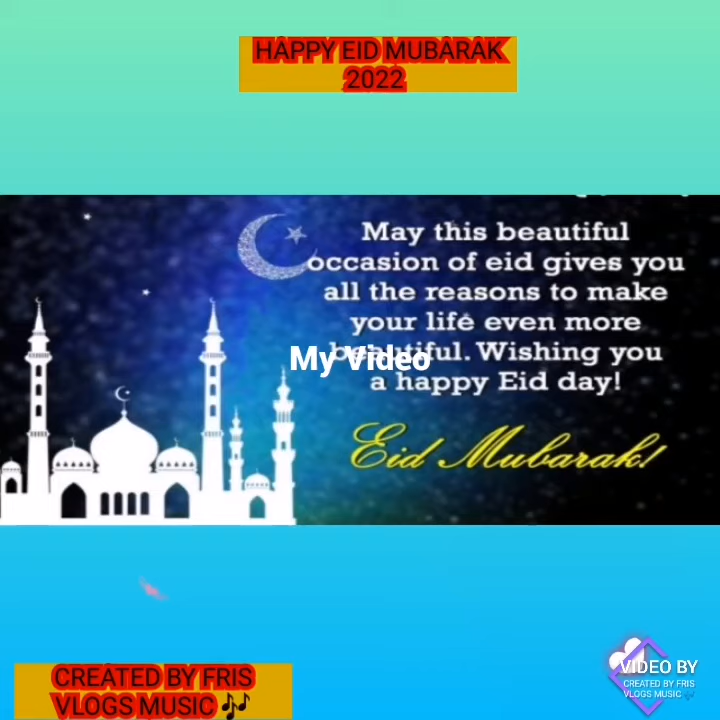 HAPPY EID MUBARAK
2022
May this beautiful
occasion of eid gives you
all the reasons to make
your life even more
beautiful. Wishing you
My Video
a happy Eid day!
Eid Mubarak!
CREATED BY FRIS
VLOGS MUSIC 🎶
VIDEO BY
CREATED BY FRIS
VLOGS MUSIC 🎶